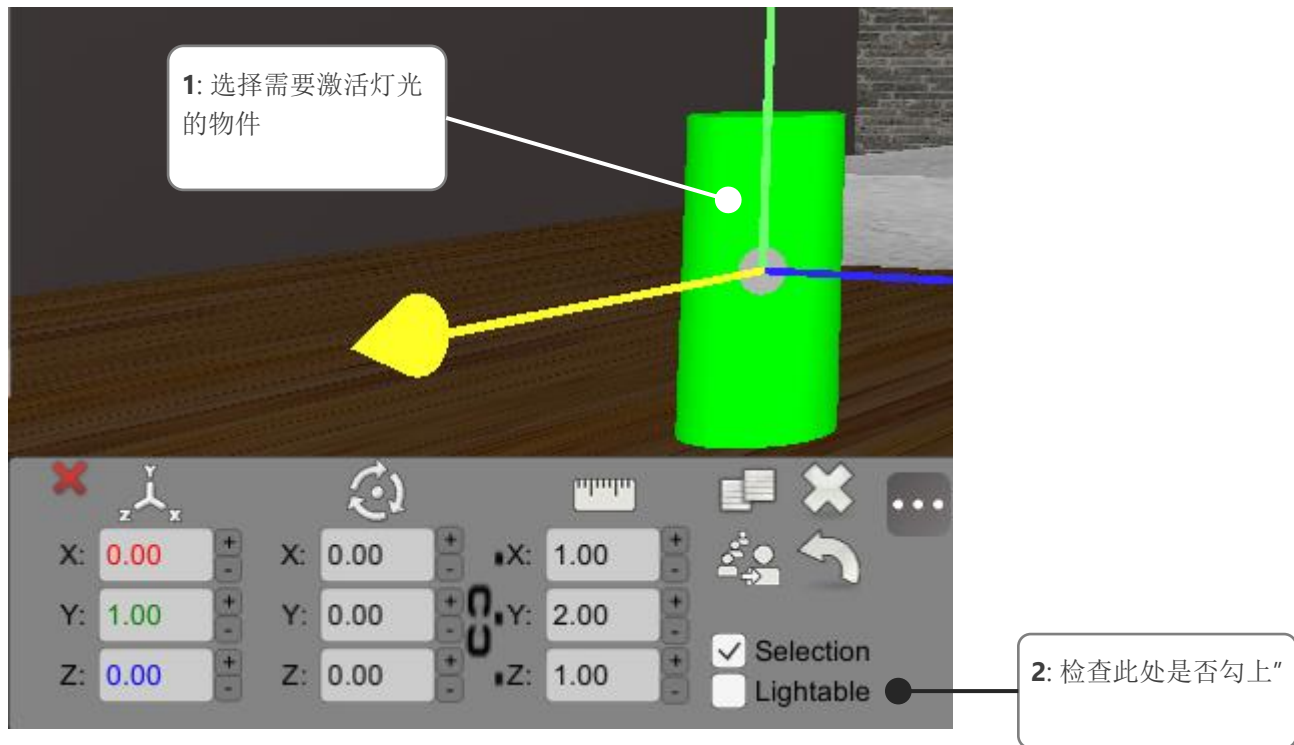 1: 选择需要激活灯光
的物件
Y
Z X
X: 0.00 + - X: 0.00 + - X: 1.00 + -
Y: 1.00 + - Y: 0.00 + - Y: 2.00 + -
Z: 0.00 + - Z: 0.00 + - Z: 1.00 + -
Selection
Lightable
2: 检查此处是否勾上"